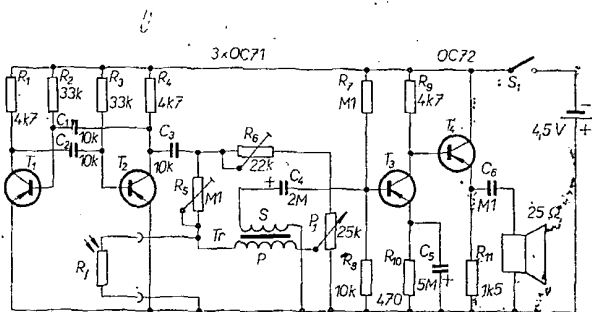 3xOC71
OC72
R1
4k7
R2
33k
R3
33k
R4
4k7
C1
10k
C2
10k
C3
10k
T1
T2
R5
M1
R6
22k
C4
2M
+
S
Tr
P
P1
25k
Rf
R7
M1
R8
10k
R9
4k7
T3
T4
R10
470
C5
5M
+
C6
M1
R11
1k5
25 Ω
S1
4,5 V
-
+